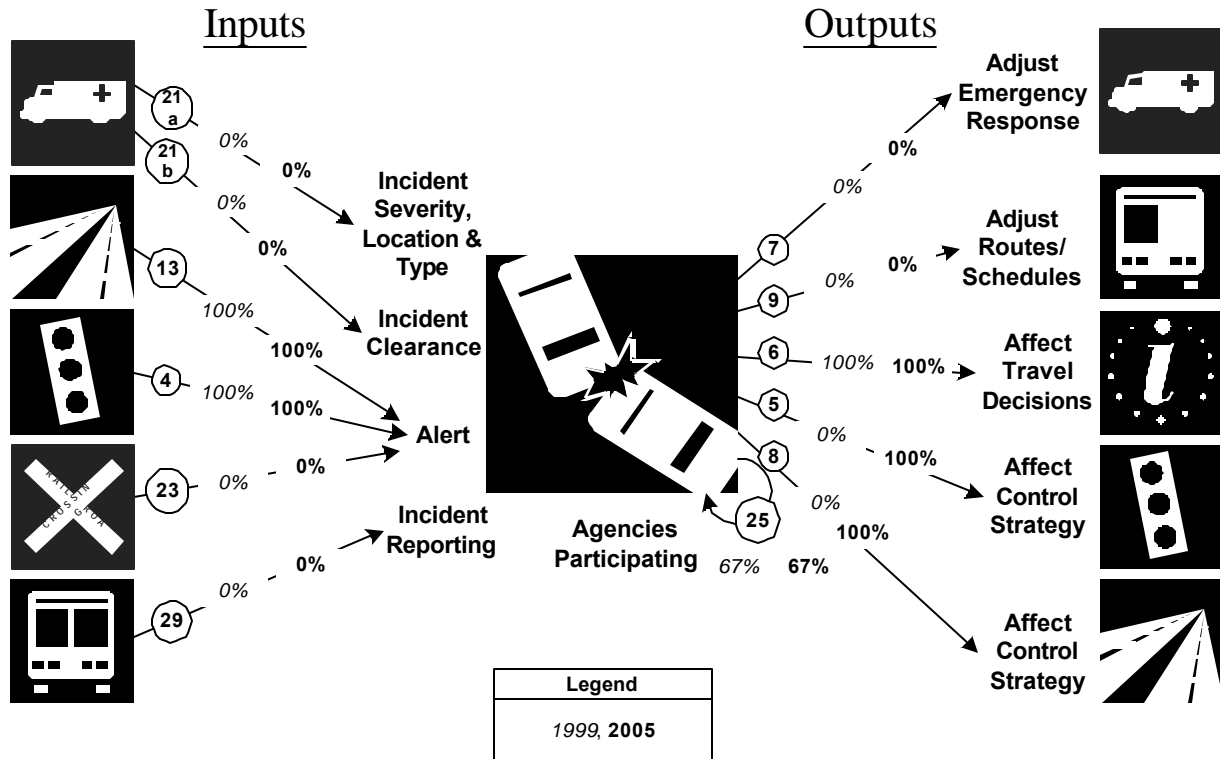 Inputs
Outputs
21
a
0%
0%
Incident
Severity,
Location &
Type
21
b
0%
0%
Incident
Clearance
13
100%
100%
4
100%
100%
Alert
23
0%
0%
RAILS
CROSSIN
GROA
29
0%
0%
Incident
Reporting
Agencies
Participating
25
67%
67%
7
0%
0%
Adjust
Emergency
Response
9
0%
0%
Adjust
Routes/
Schedules
6
100%
100%
Affect
Travel
Decisions
5
0%
100%
Affect
Control
Strategy
8
0%
100%
Affect
Control
Strategy
Legend
1999, 2005